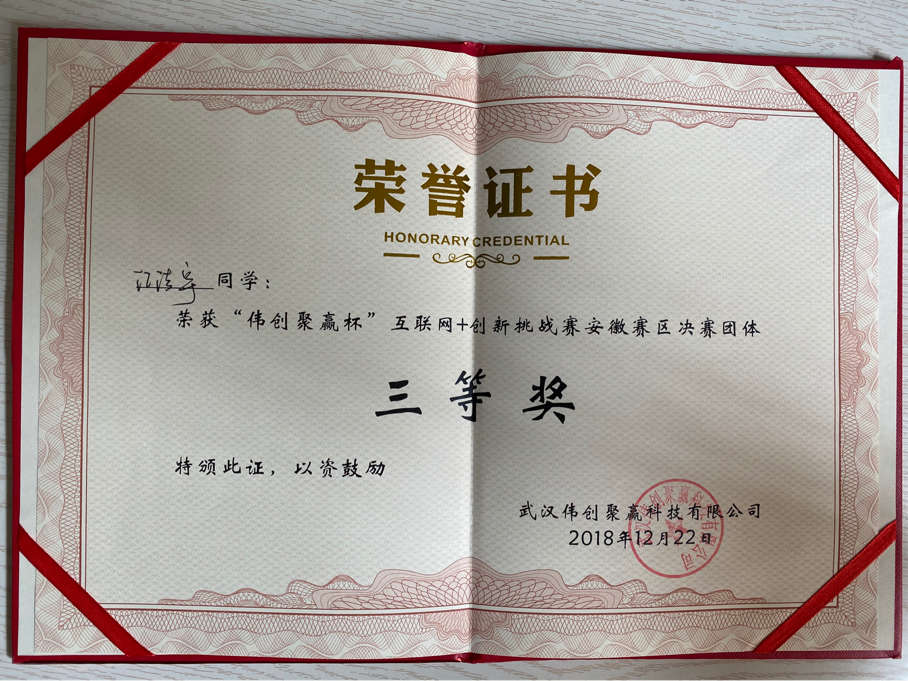 荣誉证书
HONORARY CREDENTIAL
同学：
荣获“伟创聚赢杯”互联网+创新挑战赛安徽赛区决赛团体
三等奖
特颁此证，以资鼓励
武汉伟创聚赢科技有限公司
2018年12月22日